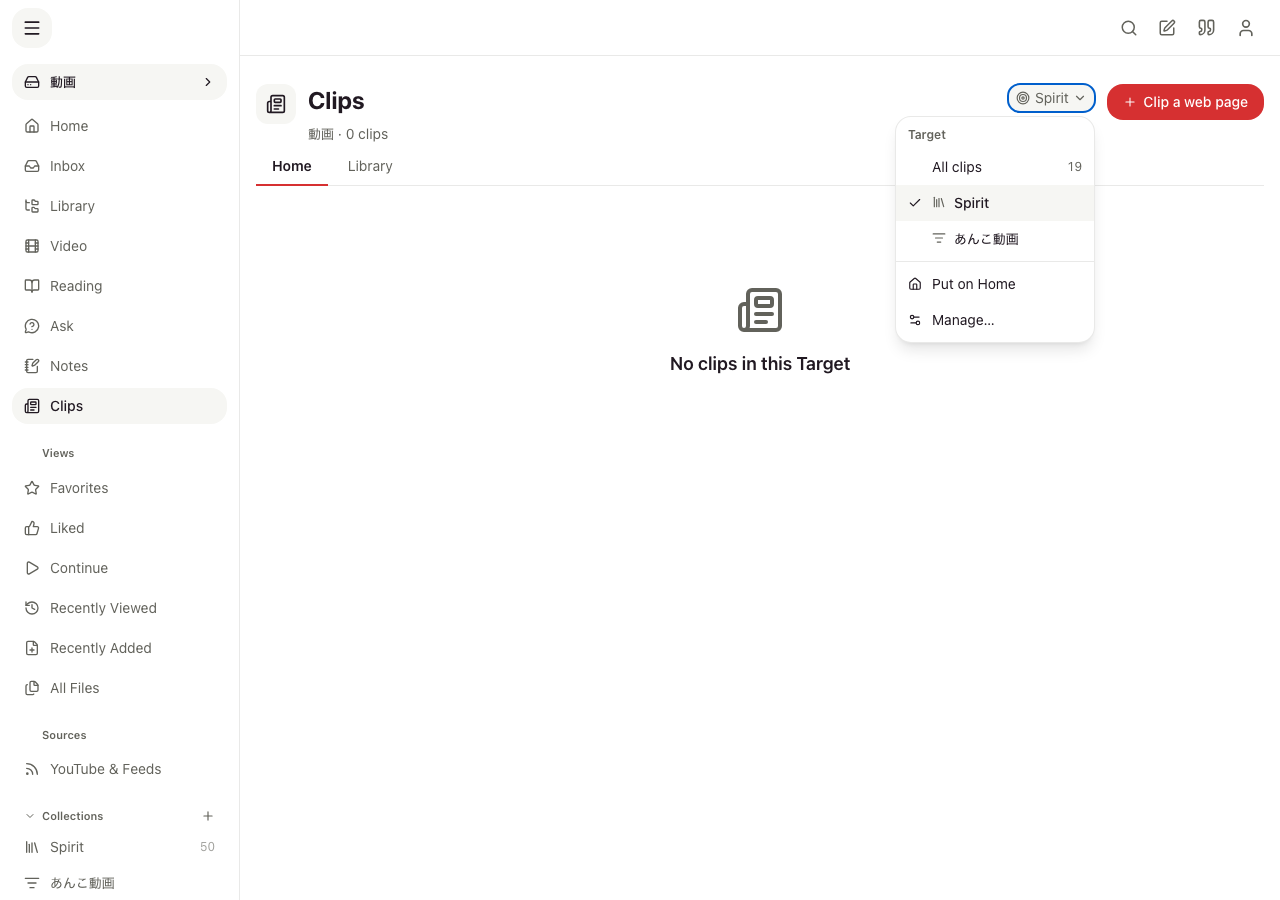 動画
Home
Inbox
Library
Video
Reading
Ask
Notes
Clips
Views
Favorites
Liked
Continue
Recently Viewed
Recently Added
All Files
Sources
YouTube & Feeds
Collections
Spirit 50
あんこ動画
Clips
動画 · 0 clips
Spirit
Clip a web page
Home Library
Target
All clips 19
Spirit
あんこ動画
Put on Home
Manage...
No clips in this Target